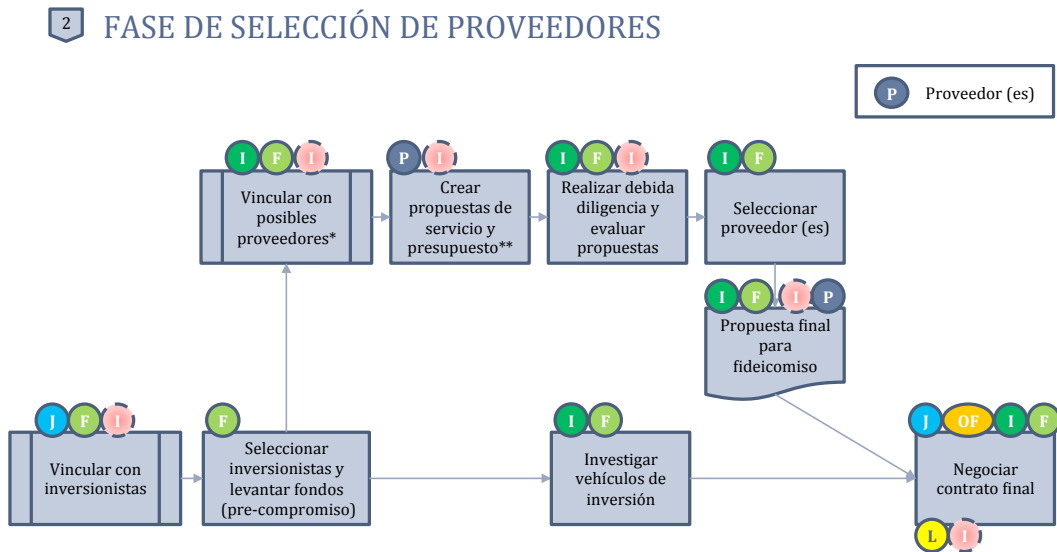 2 FASE DE SELECCIÓN DE PROVEEDORES
P Proveedor (es)
I F I
Vincular con
posibles
proveedores*
P I
Crear
propuestas de
servicio y
presupuesto**
I F I
Realizar debida
diligencia y
evaluar
propuestas
I F
Seleccionar
proveedor (es)
I F I P
Propuesta final
para
fideicomiso
J F I
Vincular con
inversionistas
F
Seleccionar
inversionistas y
levantar fondos
(pre-compromiso)
I F
Investigar
vehículos de
inversión
J OF I F
Negociar
contrato final
L I